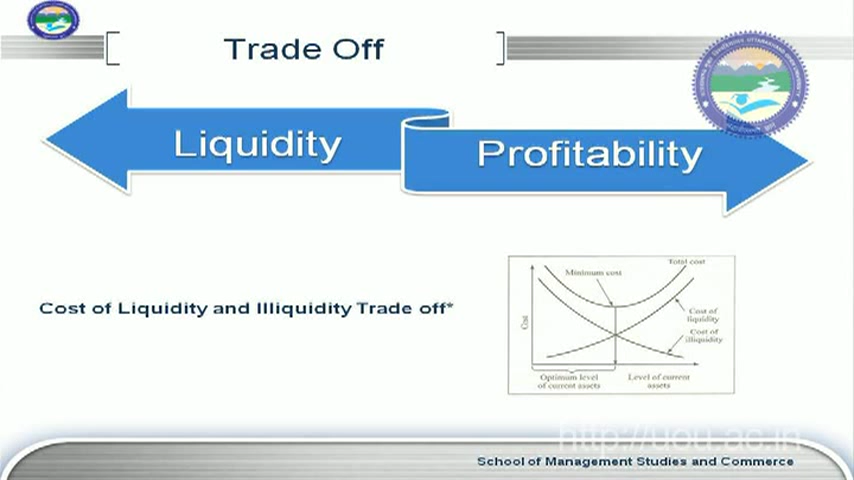 Trade Off
Liquidity
Profitability
Cost of Liquidity and Illiquidity Trade off*
Total cost
Minimum cost
Cost of
liquidity
Cost of
illiquidity
Cost
Optimum level
of current assets
Level of current
assets
http://uou.ac.in
School of Management Studies and Commerce